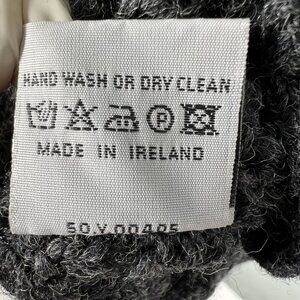 HAND WASH OR DRY CLEAN
P
MADE IN IRELAND